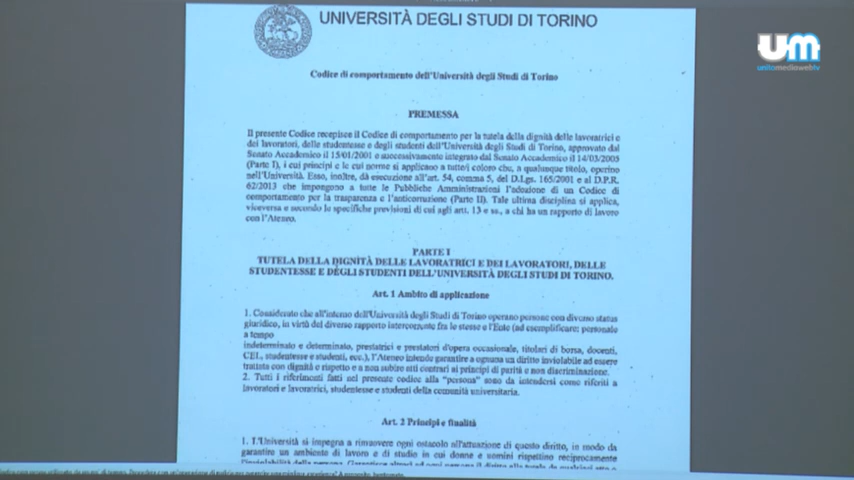 UNIVERSITÀ DEGLI STUDI DI TORINO
um
unitomediawebtv
Codice di comportamento dell'Università degli Studi di Torino
PREMESSA
Il presente Codice recepisce il Codice di comportamento per la tutela della dignità delle lavoratrici e
dei lavoratori, delle studentesse e degli studenti dell'Università degli Studi di Torino, approvato dal
Senato Accademico il 15/01/2001 e successivamente integrato dal Senato Accademico il 14/03/2005
(Parte I), i cui principi e le cui norme si applicano a tutte/i coloro che, a qualunque titolo, operino
nell'Università. Esso, inoltre, dà esecuzione all'art. 54, comma 5, del D.Lgs. 165/2001 e al D.P.R.
62/2013 che impongono a tutte le Pubbliche Amministrazioni l'adozione di un Codice di
comportamento per la trasparenza e l'anticorruzione (Parte II). Tale ultima disciplina si applica,
viceversa e secondo le specifiche previsioni di cui agli artt. 13 e ss., a chi ha un rapporto di lavoro
con l'Ateneo.
PARTE I
TUTELA DELLA DIGNITÀ DELLE LAVORATRICI E DEI LAVORATORI, DELLE
STUDENTESSE E DEGLI STUDENTI DELL'UNIVERSITÀ DEGLI STUDI DI TORINO.
Art. 1 Ambito di applicazione
1. Considerato che all'interno dell'Università degli Studi di Torino operano persone con diverso status
giuridico, in virtù del diverso rapporto intercorrente fra le stesse e l'Ente (ad esemplificare: personale
a tempo
indeterminato e determinato, prestatrici e prestatori d'opera occasionale, titolari di borsa, docenti,
CEL, studentesse e studenti, ecc.), l'Ateneo intende garantire a ognuna un diritto inviolabile ad essere
trattata con dignità e rispetto e a non subire atti contrari ai principi di parità e non discriminazione.
2. Tutti i riferimenti fatti nel presente codice alla "persona" sono da intendersi come riferiti a
lavoratori e lavoratrici, studentesse e studenti della comunità universitaria.
Art. 2 Principi e finalità
1. L'Università si impegna a rimuovere ogni ostacolo all'attuazione di questo diritto, in modo da
garantire un ambiente di lavoro e di studio in cui donne e uomini rispettino reciprocamente
l'inviolabilità della persona.